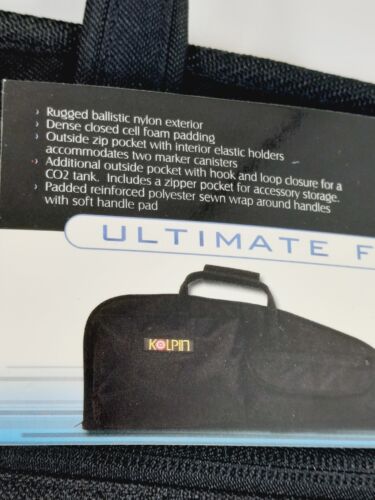 › Rugged ballistic nylon exterior
› Dense closed cell foam padding
› Outside zip pocket with interior elastic holders
accommodates two marker canisters
› Additional outside pocket with hook and loop closure for a
CO2 tank. Includes a zipper pocket for accessory storage.
› Padded reinforced polyester sewn wrap around handles
with soft handle pad
ULTIMATE F
KOLPIN